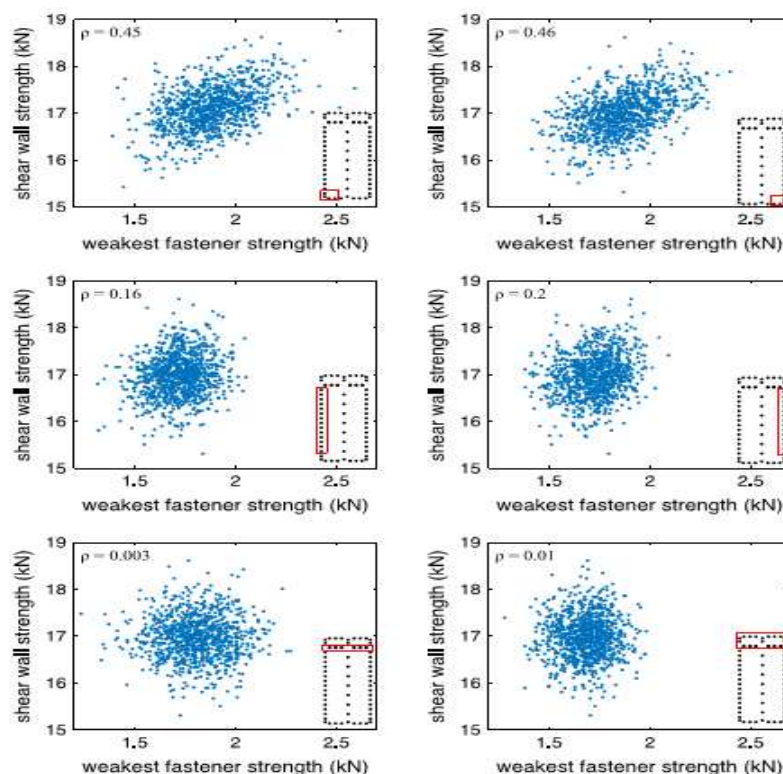 19
ρ = 0.45
18
17
16
15
shear wall strength (kN)
1.5 2 2.5
weakest fastener strength (kN)
19
ρ = 0.46
18
17
16
15
shear wall strength (kN)
1.5 2 2.5
weakest fastener strength (kN)
19
ρ = 0.16
18
17
16
15
shear wall strength (kN)
1.5 2 2.5
weakest fastener strength (kN)
19
ρ = 0.2
18
17
16
15
shear wall strength (kN)
1.5 2 2.5
weakest fastener strength (kN)
19
ρ = 0.003
18
17
16
15
shear wall strength (kN)
1.5 2 2.5
weakest fastener strength (kN)
19
ρ = 0.01
18
17
16
15
shear wall strength (kN)
1.5 2 2.5
weakest fastener strength (kN)